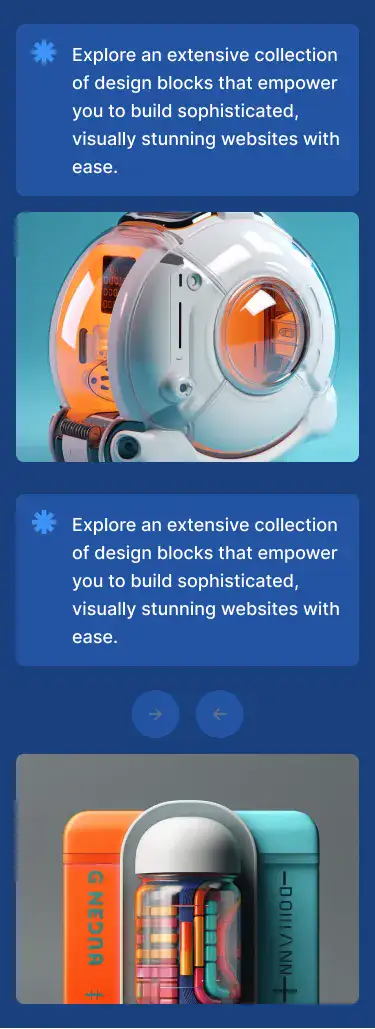 Explore an extensive collection
of design blocks that empower
you to build sophisticated,
visually stunning websites with
ease.
Explore an extensive collection
of design blocks that empower
you to build sophisticated,
visually stunning websites with
ease.